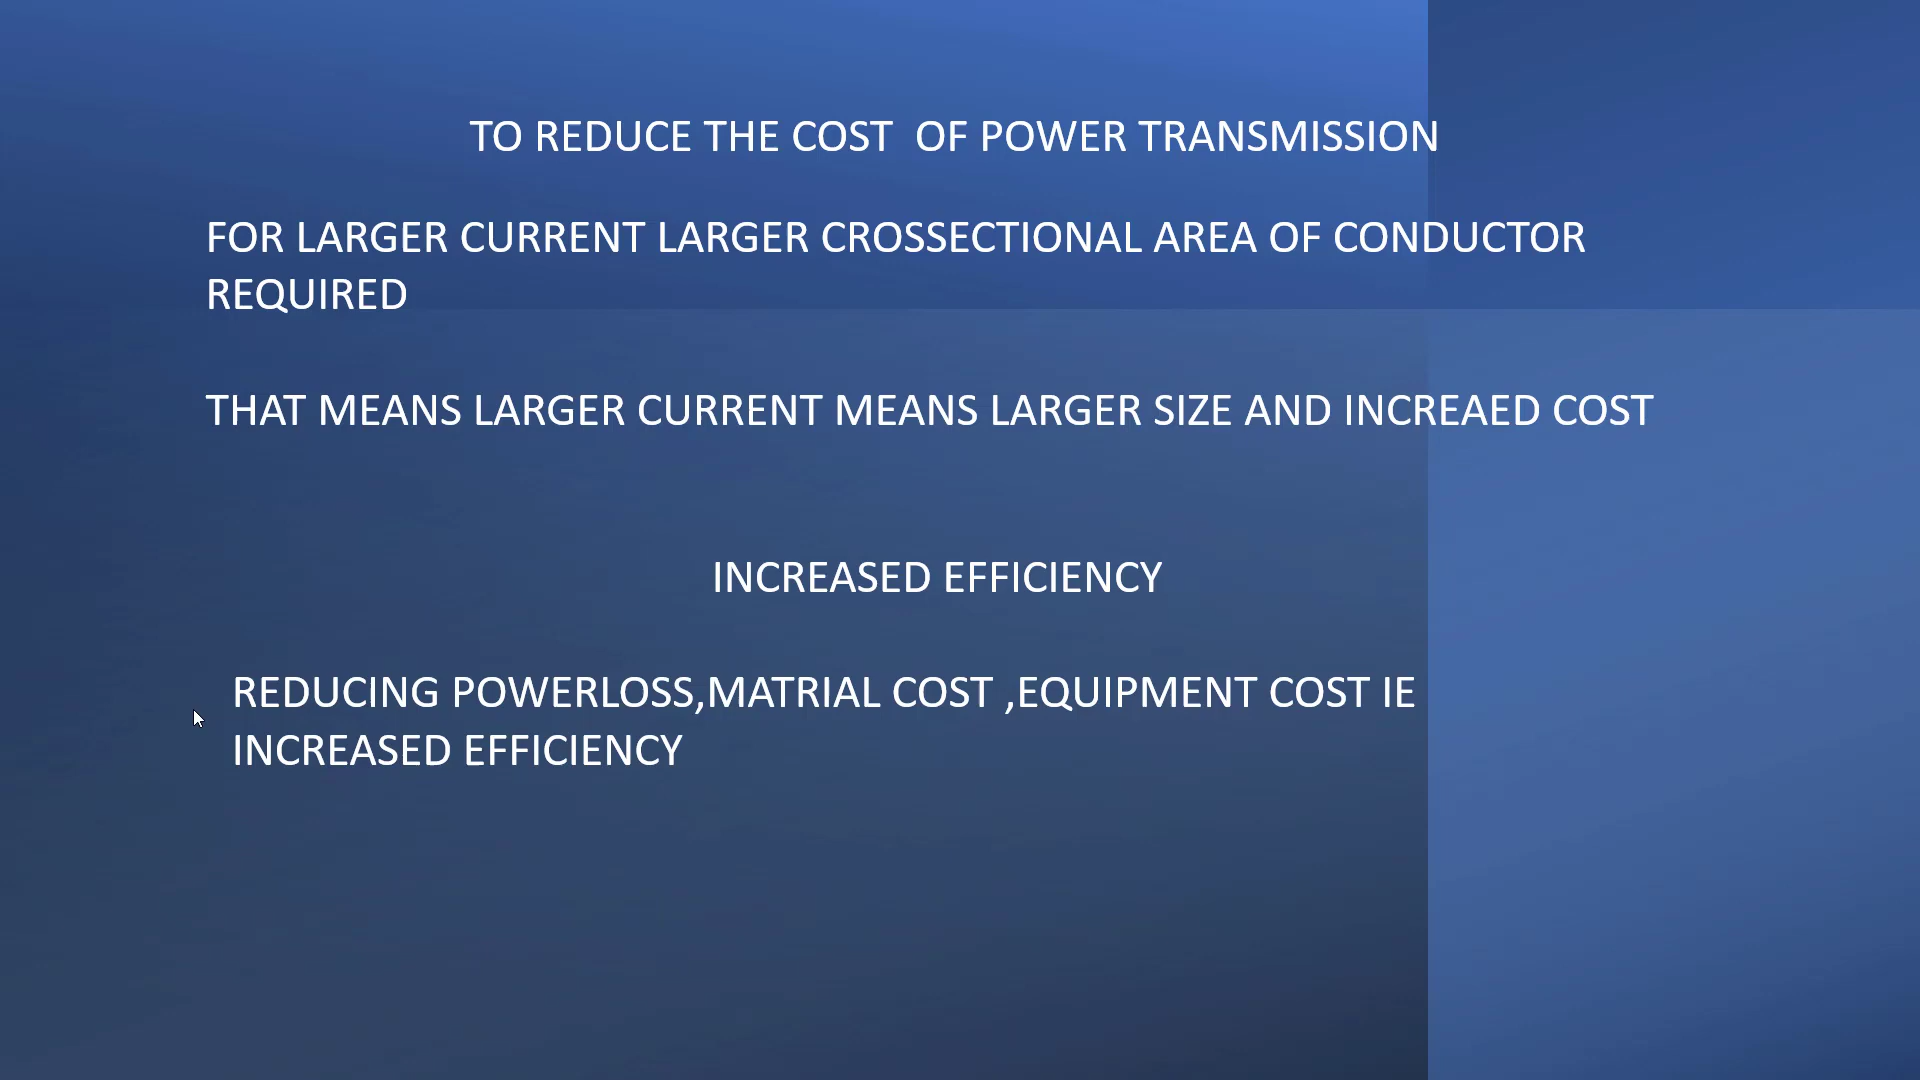 TO REDUCE THE COST  OF POWER TRANSMISSION
FOR LARGER CURRENT LARGER CROSSECTIONAL AREA OF CONDUCTOR
REQUIRED
THAT MEANS LARGER CURRENT MEANS LARGER SIZE AND INCREAED COST
INCREASED EFFICIENCY
REDUCING POWERLOSS,MATRIAL COST ,EQUIPMENT COST IE
INCREASED EFFICIENCY